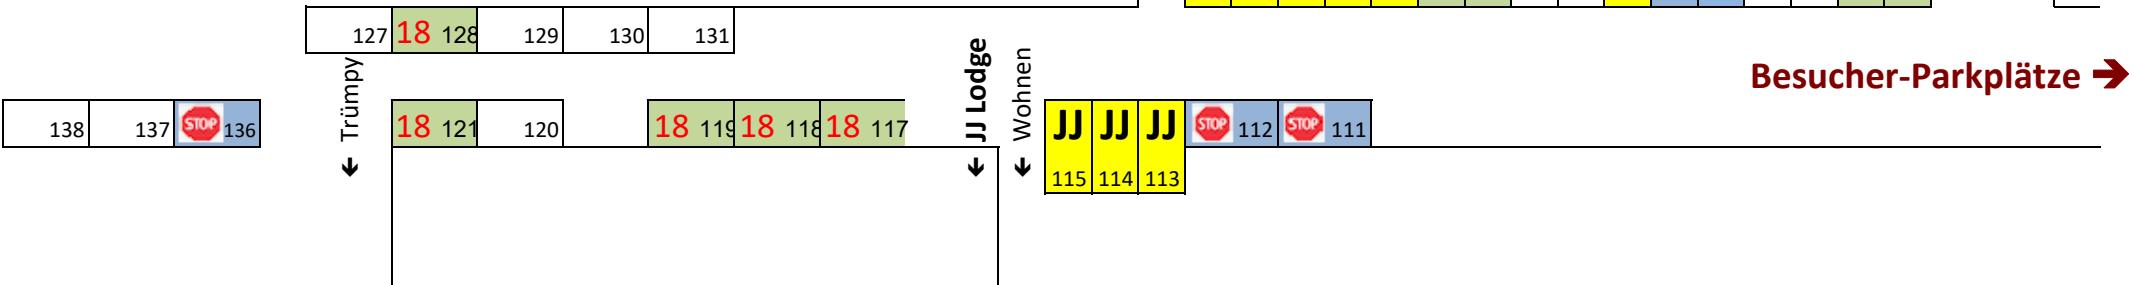 127 18 128 129 130 131
Besucher-Parkplätze ➔
138 137 STOP 136
← Trümpy
18 121 120 18 119 18 118 18 117
← JJ Lodge
← Wohnen
JJ JJ JJ STOP 112 STOP 111
115 114 113